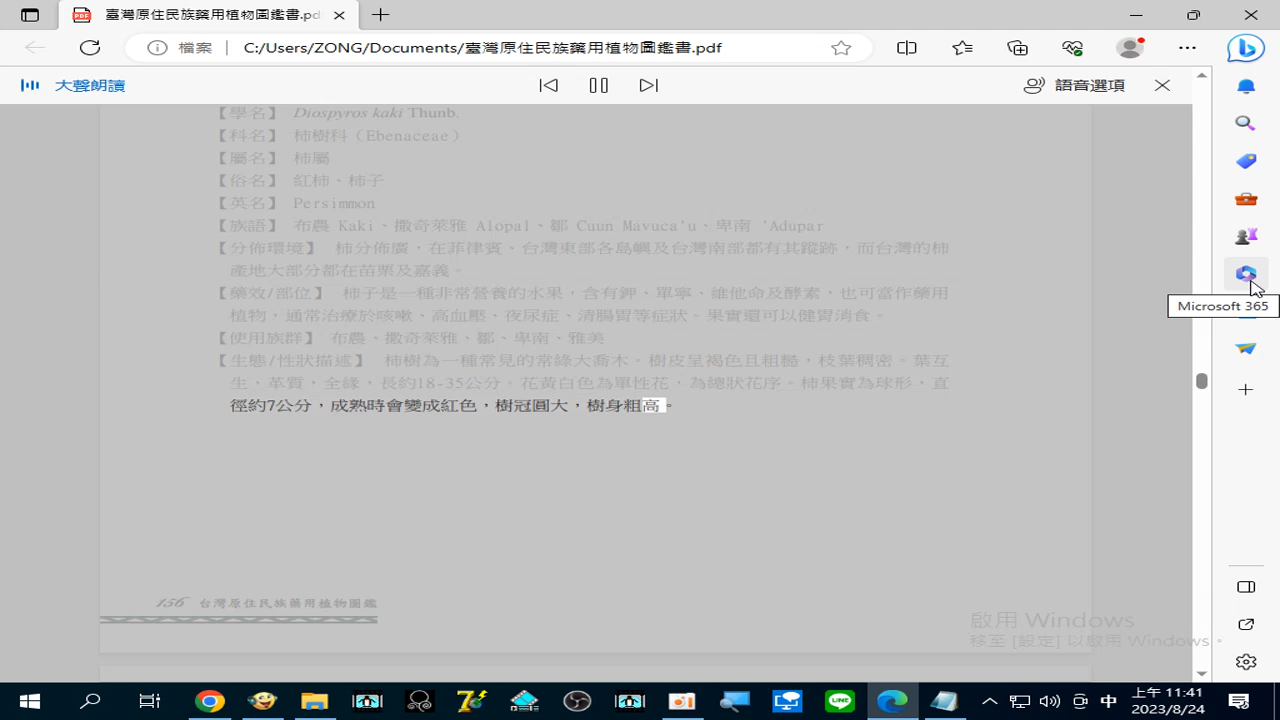 臺灣原住民族藥用植物圖鑑書.pd
檔案 C:/Users/ZONG/Documents/臺灣原住民族藥用植物圖鑑書.pdf
大聲朗讀
語音選項
【學名】 Diospyros kaki Thunb.
【科名】 柿樹科（Ebenaceae）
【屬名】 柿屬
【俗名】 紅柿、柿子
【英名】 Persimmon
【族語】 布農 Kaki、撒奇萊雅 Alopal、鄒 Cuun Mavuca'u、卑南 'Adupar
【分佈環境】 柿分佈廣，在菲律賓、台灣東部各島嶼及台灣南部都有其蹤跡，而台灣的柿
產地大部分都在苗栗及嘉義。
【藥效/部位】 柿子是一種非常營養的水果，含有鉀、單寧、維他命及酵素，也可當作藥用
植物，通常治療於咳嗽、高血壓、夜尿症、清腸胃等症狀。果實還可以健胃消食。
【使用族群】 布農、撒奇萊雅、鄒、卑南、雅美
【生態/性狀描述】 柿樹為一種常見的常綠大喬木。樹皮呈褐色且粗糙，枝葉稠密。葉互
生，革質，全緣，長約18-35公分。花黃白色為單性花，為總狀花序。柿果實為球形，直
徑約7公分，成熟時會變成紅色，樹冠圓大，樹身粗高。
156 台灣原住民族藥用植物圖鑑
Microsoft 365
啟用 Windows
移至 [設定] 以啟用 Windows。
中
上午 11:41
2023/8/24